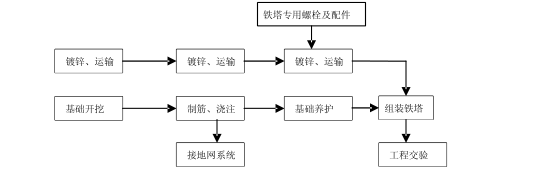 铁塔专用螺栓及配件
镀锌、运输
镀锌、运输
镀锌、运输
基础开挖
制筋、浇注
基础养护
组装铁塔
接地网系统
工程交验